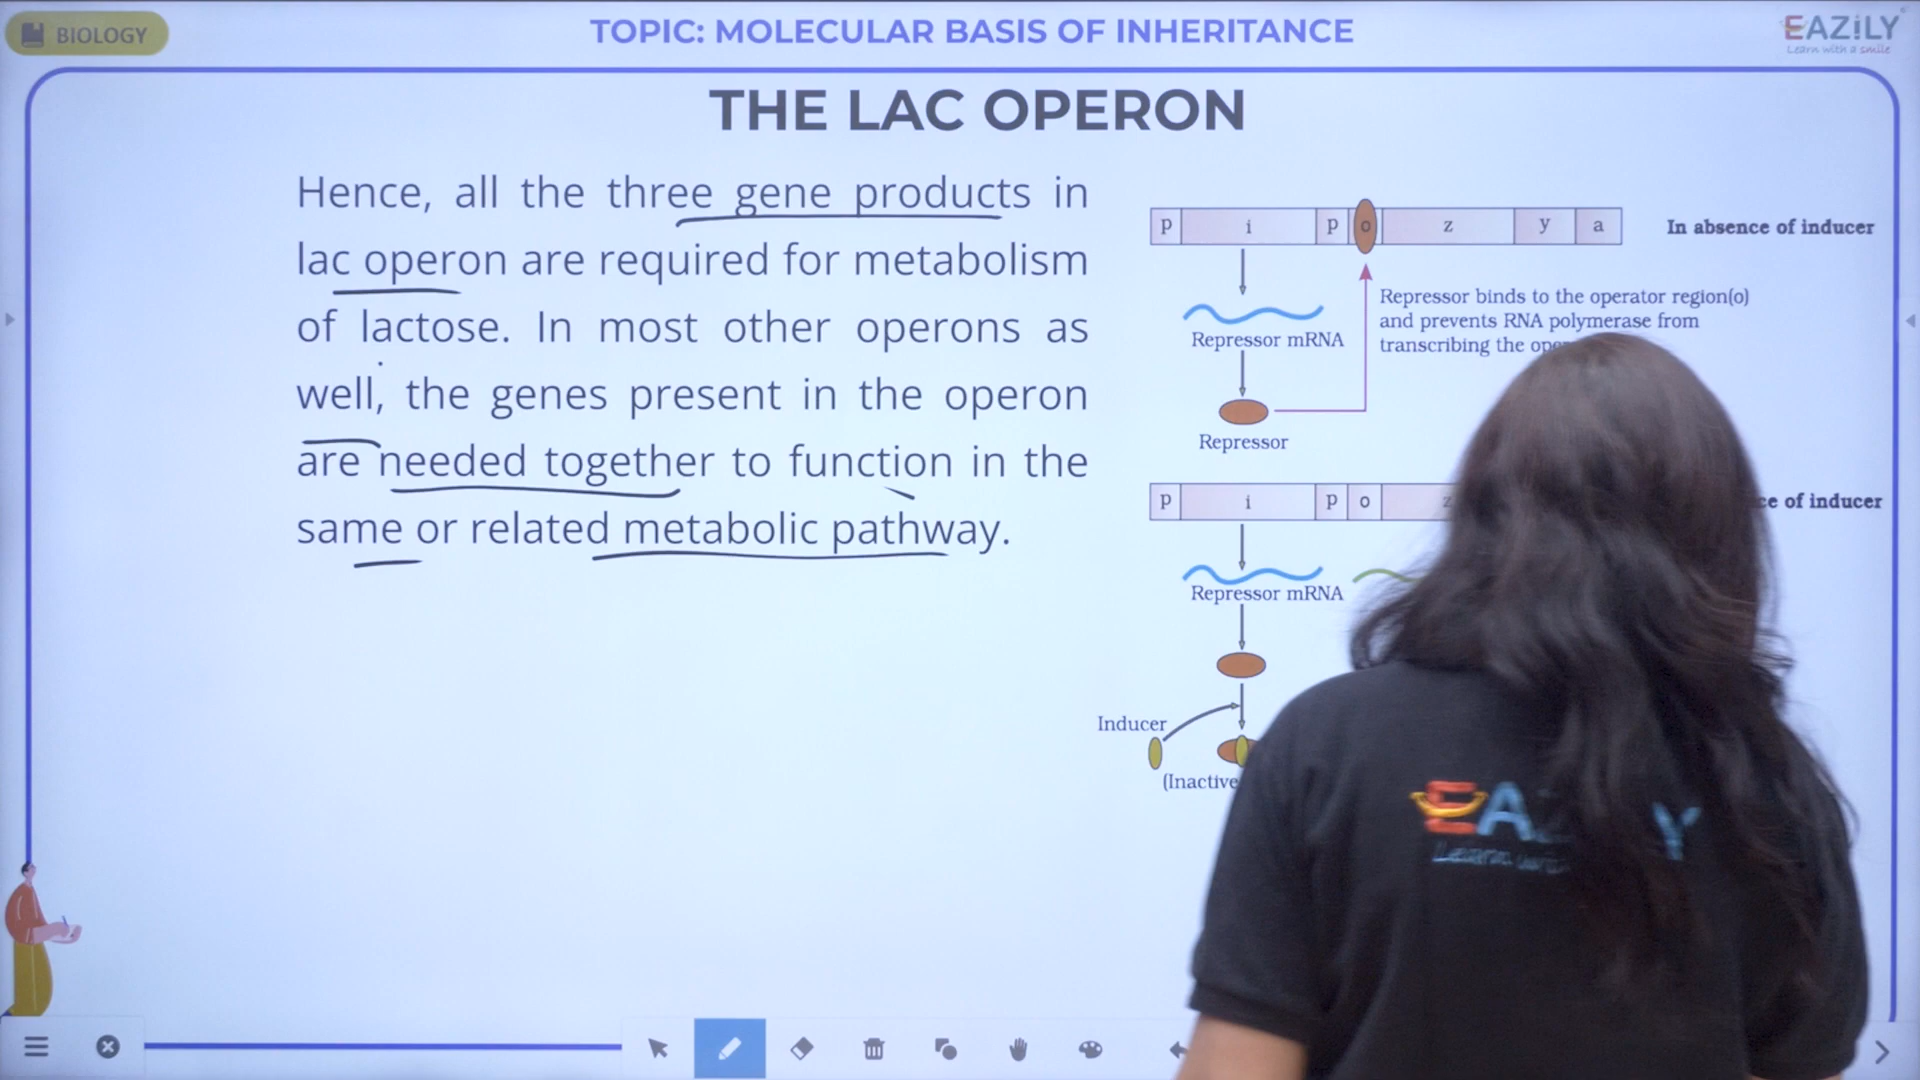 BIOLOGY
TOPIC: MOLECULAR BASIS OF INHERITANCE
EAZiLY
Learn with a smile
THE LAC OPERON
Hence, all the three gene products in
lac operon are required for metabolism
of lactose. In most other operons as
well, the genes present in the operon
are needed together to function in the
same or related metabolic pathway.
p i p o z y a In absence of inducer
Repressor binds to the operator region(o)
and prevents RNA polymerase from
transcribing the
Repressor mRNA
Repressor
p i p o z of inducer
Repressor mRNA
Inducer
(Inactive
EA Y
Learn